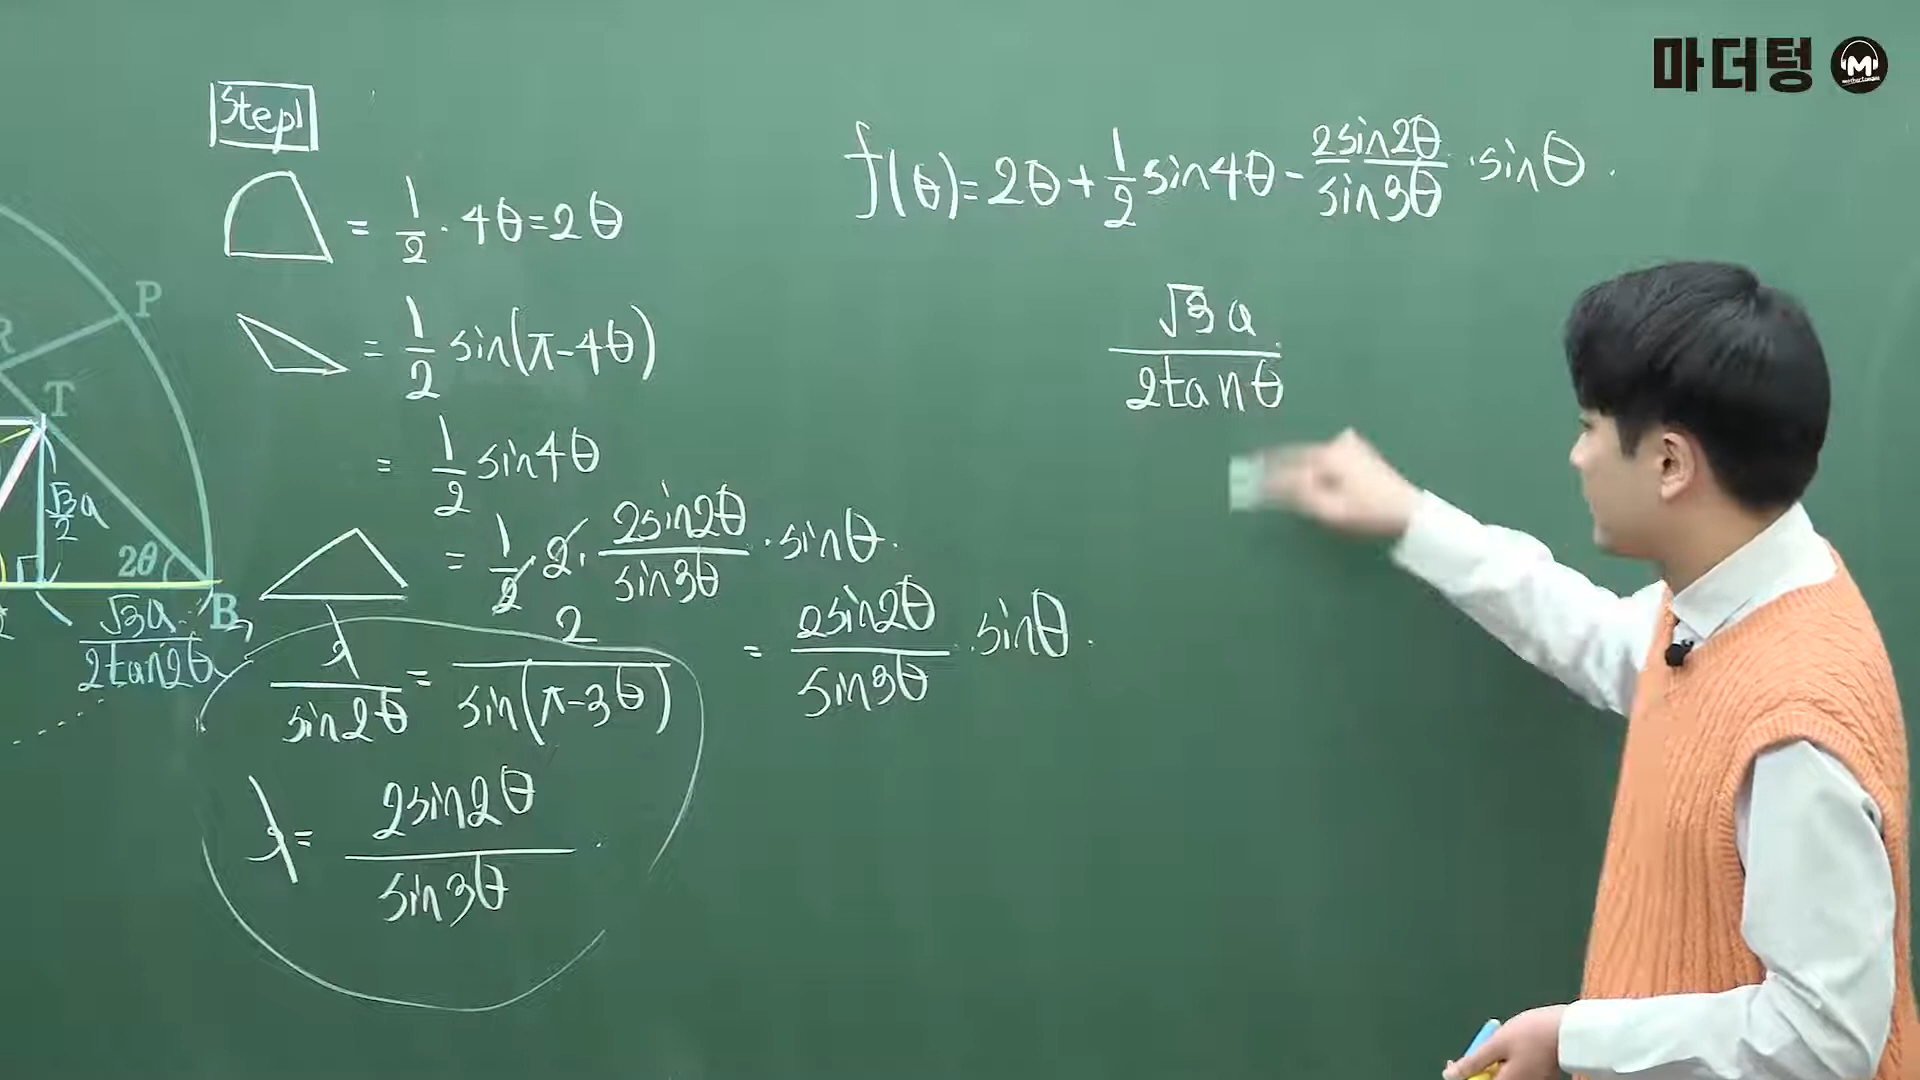 마더텅
Step1
= 1/2 · 4θ = 2θ
= 1/2 sin(π-4θ)
= 1/2 sin4θ
= 1/2 · 2 · 2sin2θ/sin3θ · sinθ.
= 2sin2θ/sin3θ · sinθ.
x/sin2θ = 2/sin(π-3θ)
x = 2sin2θ/sin3θ.
f(θ) = 2θ + 1/2 sin4θ - 2sin2θ/sin3θ · sinθ.
√3a/2tanθ
P
R
T
√3/2 a
2θ
B
√3a/2tan2θ